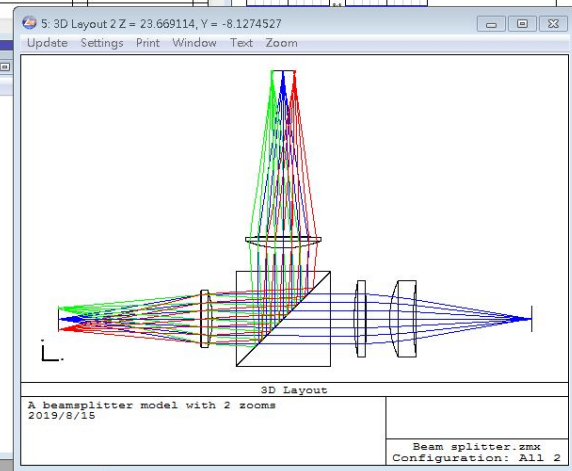 5: 3D Layout 2 Z = 23.669114, Y = -8.1274527
Update Settings Print Window Text Zoom
3D Layout
A beamsplitter model with 2 zooms
2019/8/15
Beam splitter.zmx
Configuration: All 2